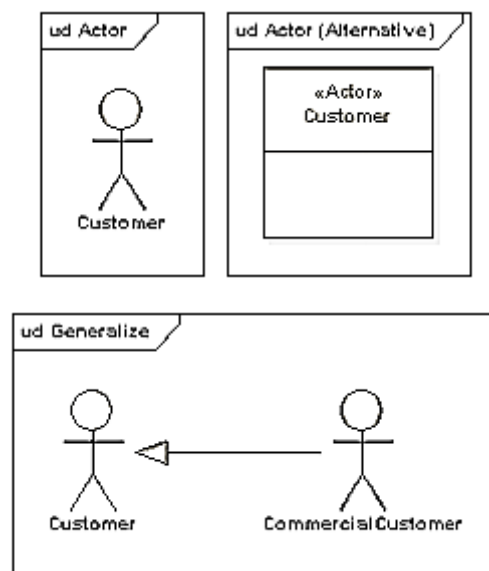 ud Actor
Customer
ud Actor (Alternative)
«Actor»
Customer
ud Generalize
Customer
CommercialCustomer